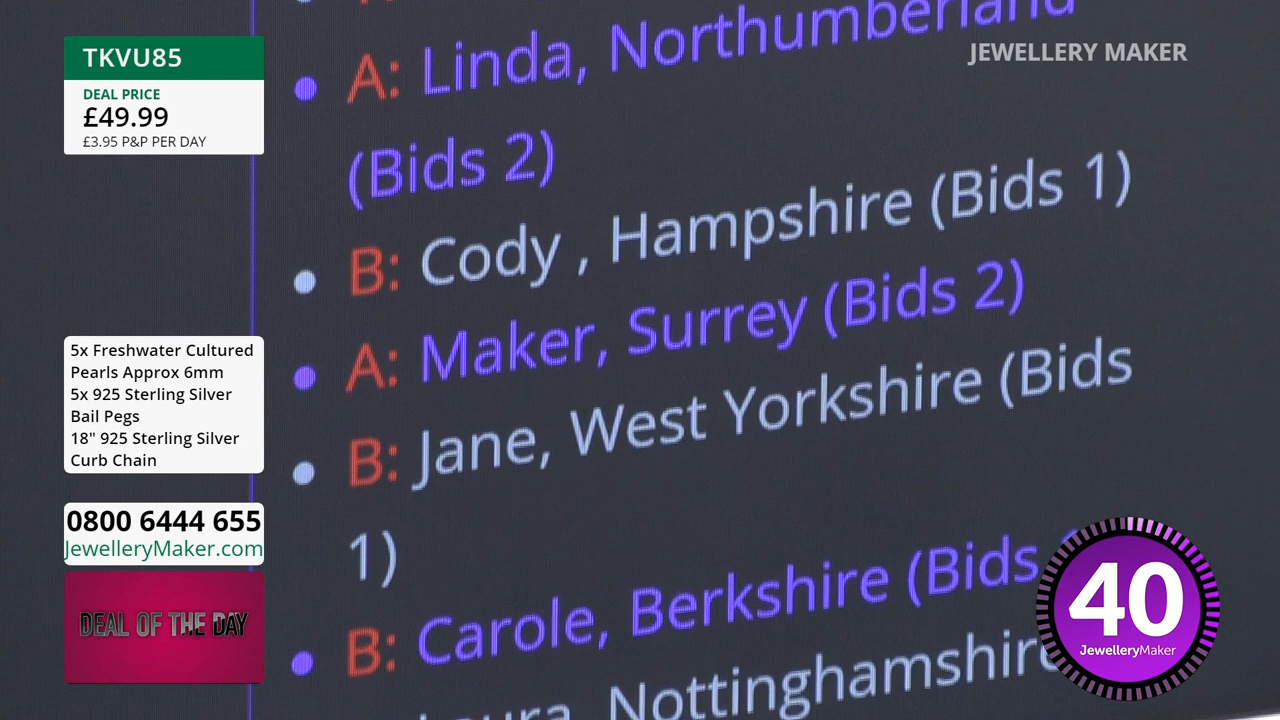 TKVU85
DEAL PRICE
£49.99
£3.95 P&P PER DAY
JEWELLERY MAKER
A: Linda, Northumberland
(Bids 2)
B: Cody , Hampshire (Bids 1)
A: Maker, Surrey (Bids 2)
B: Jane, West Yorkshire (Bids
1)
B: Carole, Berkshire (Bids
Nottinghamshire
5x Freshwater Cultured
Pearls Approx 6mm
5x 925 Sterling Silver
Bail Pegs
18" 925 Sterling Silver
Curb Chain
0800 6444 655
JewelleryMaker.com
DEAL OF THE DAY
40
JewelleryMaker